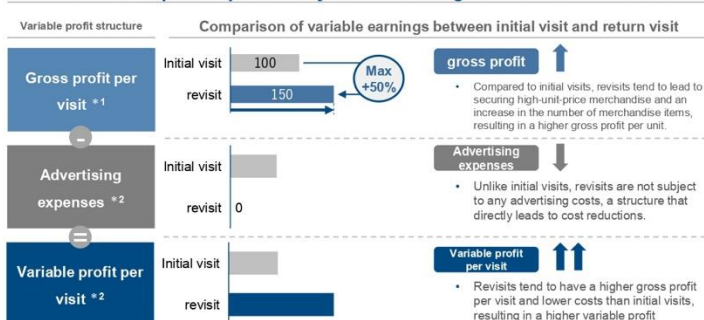 Variable profit structure
Comparison of variable earnings between initial visit and return visit
Gross profit per
visit *1
Initial visit
100
revisit
150
Max
+50%
gross profit
• Compared to initial visits, revisits tend to lead to
securing high-unit-price merchandise and an
increase in the number of merchandise items,
resulting in a higher gross profit per unit.
-
Advertising
expenses *2
Initial visit
revisit
0
Advertising
expenses
• Unlike initial visits, revisits are not subject
to any advertising costs, a structure that
directly leads to cost reductions.
=
Variable profit per
visit *2
Initial visit
revisit
Variable profit
per visit
• Revisits tend to have a higher gross profit
per visit and lower costs than initial visits,
resulting in a higher variable profit